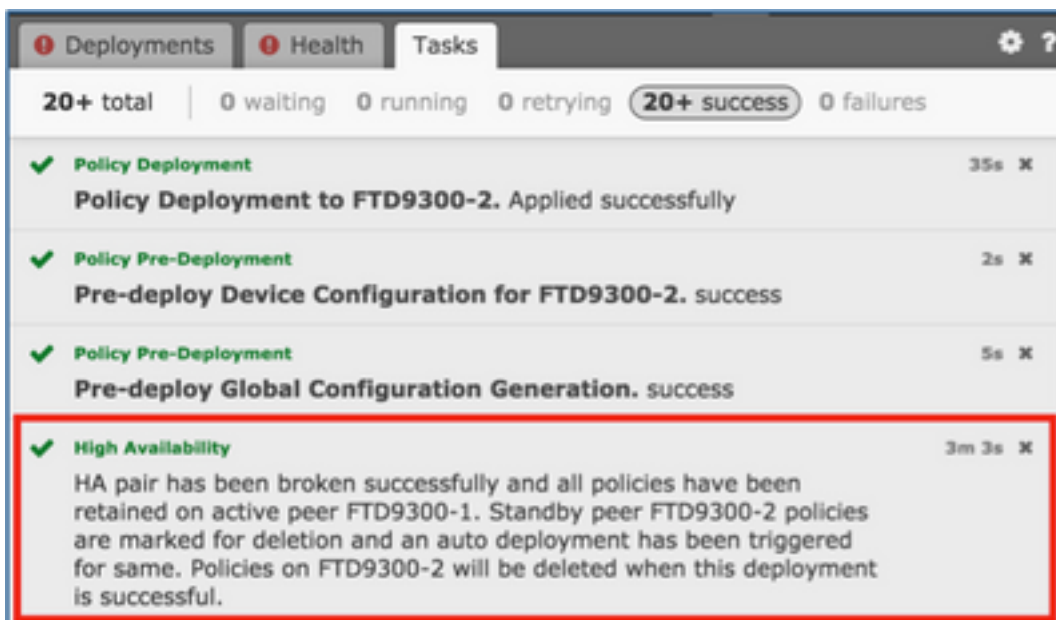 Deployments Health Tasks ?
20+ total 0 waiting 0 running 0 retrying 20+ success 0 failures
Policy Deployment 35s
Policy Deployment to FTD9300-2. Applied successfully
Policy Pre-Deployment 2s
Pre-deploy Device Configuration for FTD9300-2. success
Policy Pre-Deployment 5s
Pre-deploy Global Configuration Generation. success
High Availability 3m 3s
HA pair has been broken successfully and all policies have been
retained on active peer FTD9300-1. Standby peer FTD9300-2 policies
are marked for deletion and an auto deployment has been triggered
for same. Policies on FTD9300-2 will be deleted when this deployment
is successful.